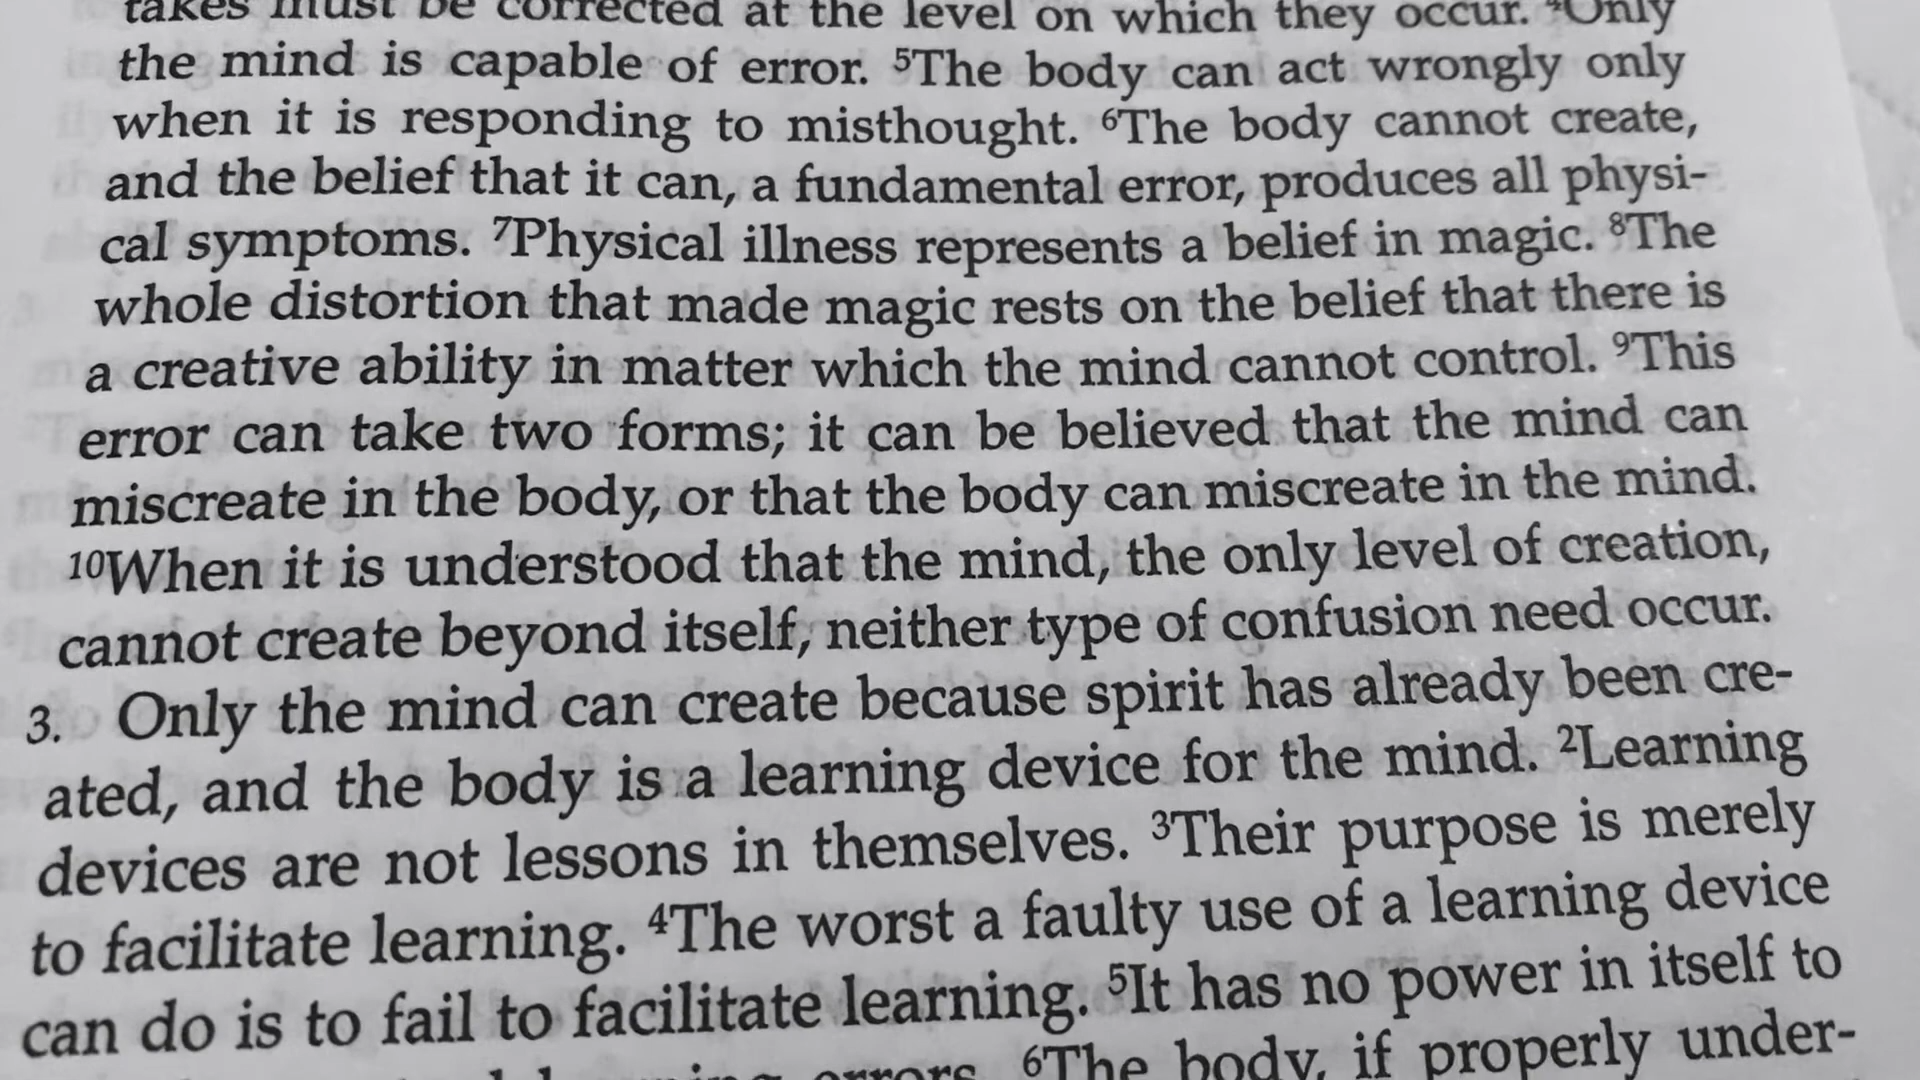 takes must be corrected at the level on which they occur. ⁴Only
the mind is capable of error. ⁵The body can act wrongly only
when it is responding to misthought. ⁶The body cannot create,
and the belief that it can, a fundamental error, produces all physi-
cal symptoms. ⁷Physical illness represents a belief in magic. ⁸The
whole distortion that made magic rests on the belief that there is
a creative ability in matter which the mind cannot control. ⁹This
error can take two forms; it can be believed that the mind can
miscreate in the body, or that the body can miscreate in the mind.
¹⁰When it is understood that the mind, the only level of creation,
cannot create beyond itself, neither type of confusion need occur.
3. Only the mind can create because spirit has already been cre-
ated, and the body is a learning device for the mind. ²Learning
devices are not lessons in themselves. ³Their purpose is merely
to facilitate learning. ⁴The worst a faulty use of a learning device
can do is to fail to facilitate learning. ⁵It has no power in itself to
errors. ⁶The body, if properly under-